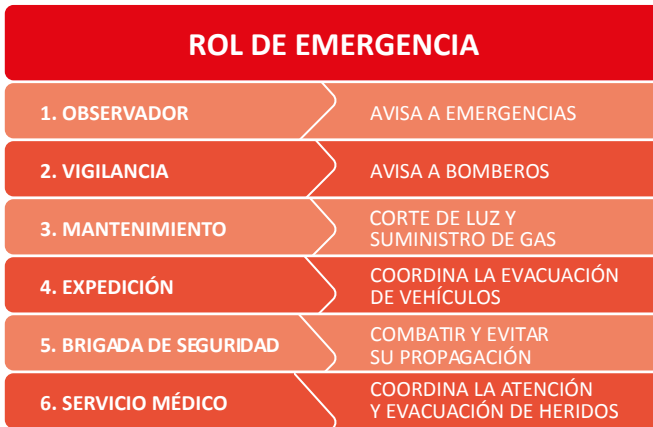 ROL DE EMERGENCIA
1. OBSERVADOR
AVISA A EMERGENCIAS
2. VIGILANCIA
AVISA A BOMBEROS
3. MANTENIMIENTO
CORTE DE LUZ Y
SUMINISTRO DE GAS
4. EXPEDICIÓN
COORDINA LA EVACUACIÓN
DE VEHÍCULOS
5. BRIGADA DE SEGURIDAD
COMBATIR Y EVITAR
SU PROPAGACIÓN
6. SERVICIO MÉDICO
COORDINA LA ATENCIÓN
Y EVACUACIÓN DE HERIDOS